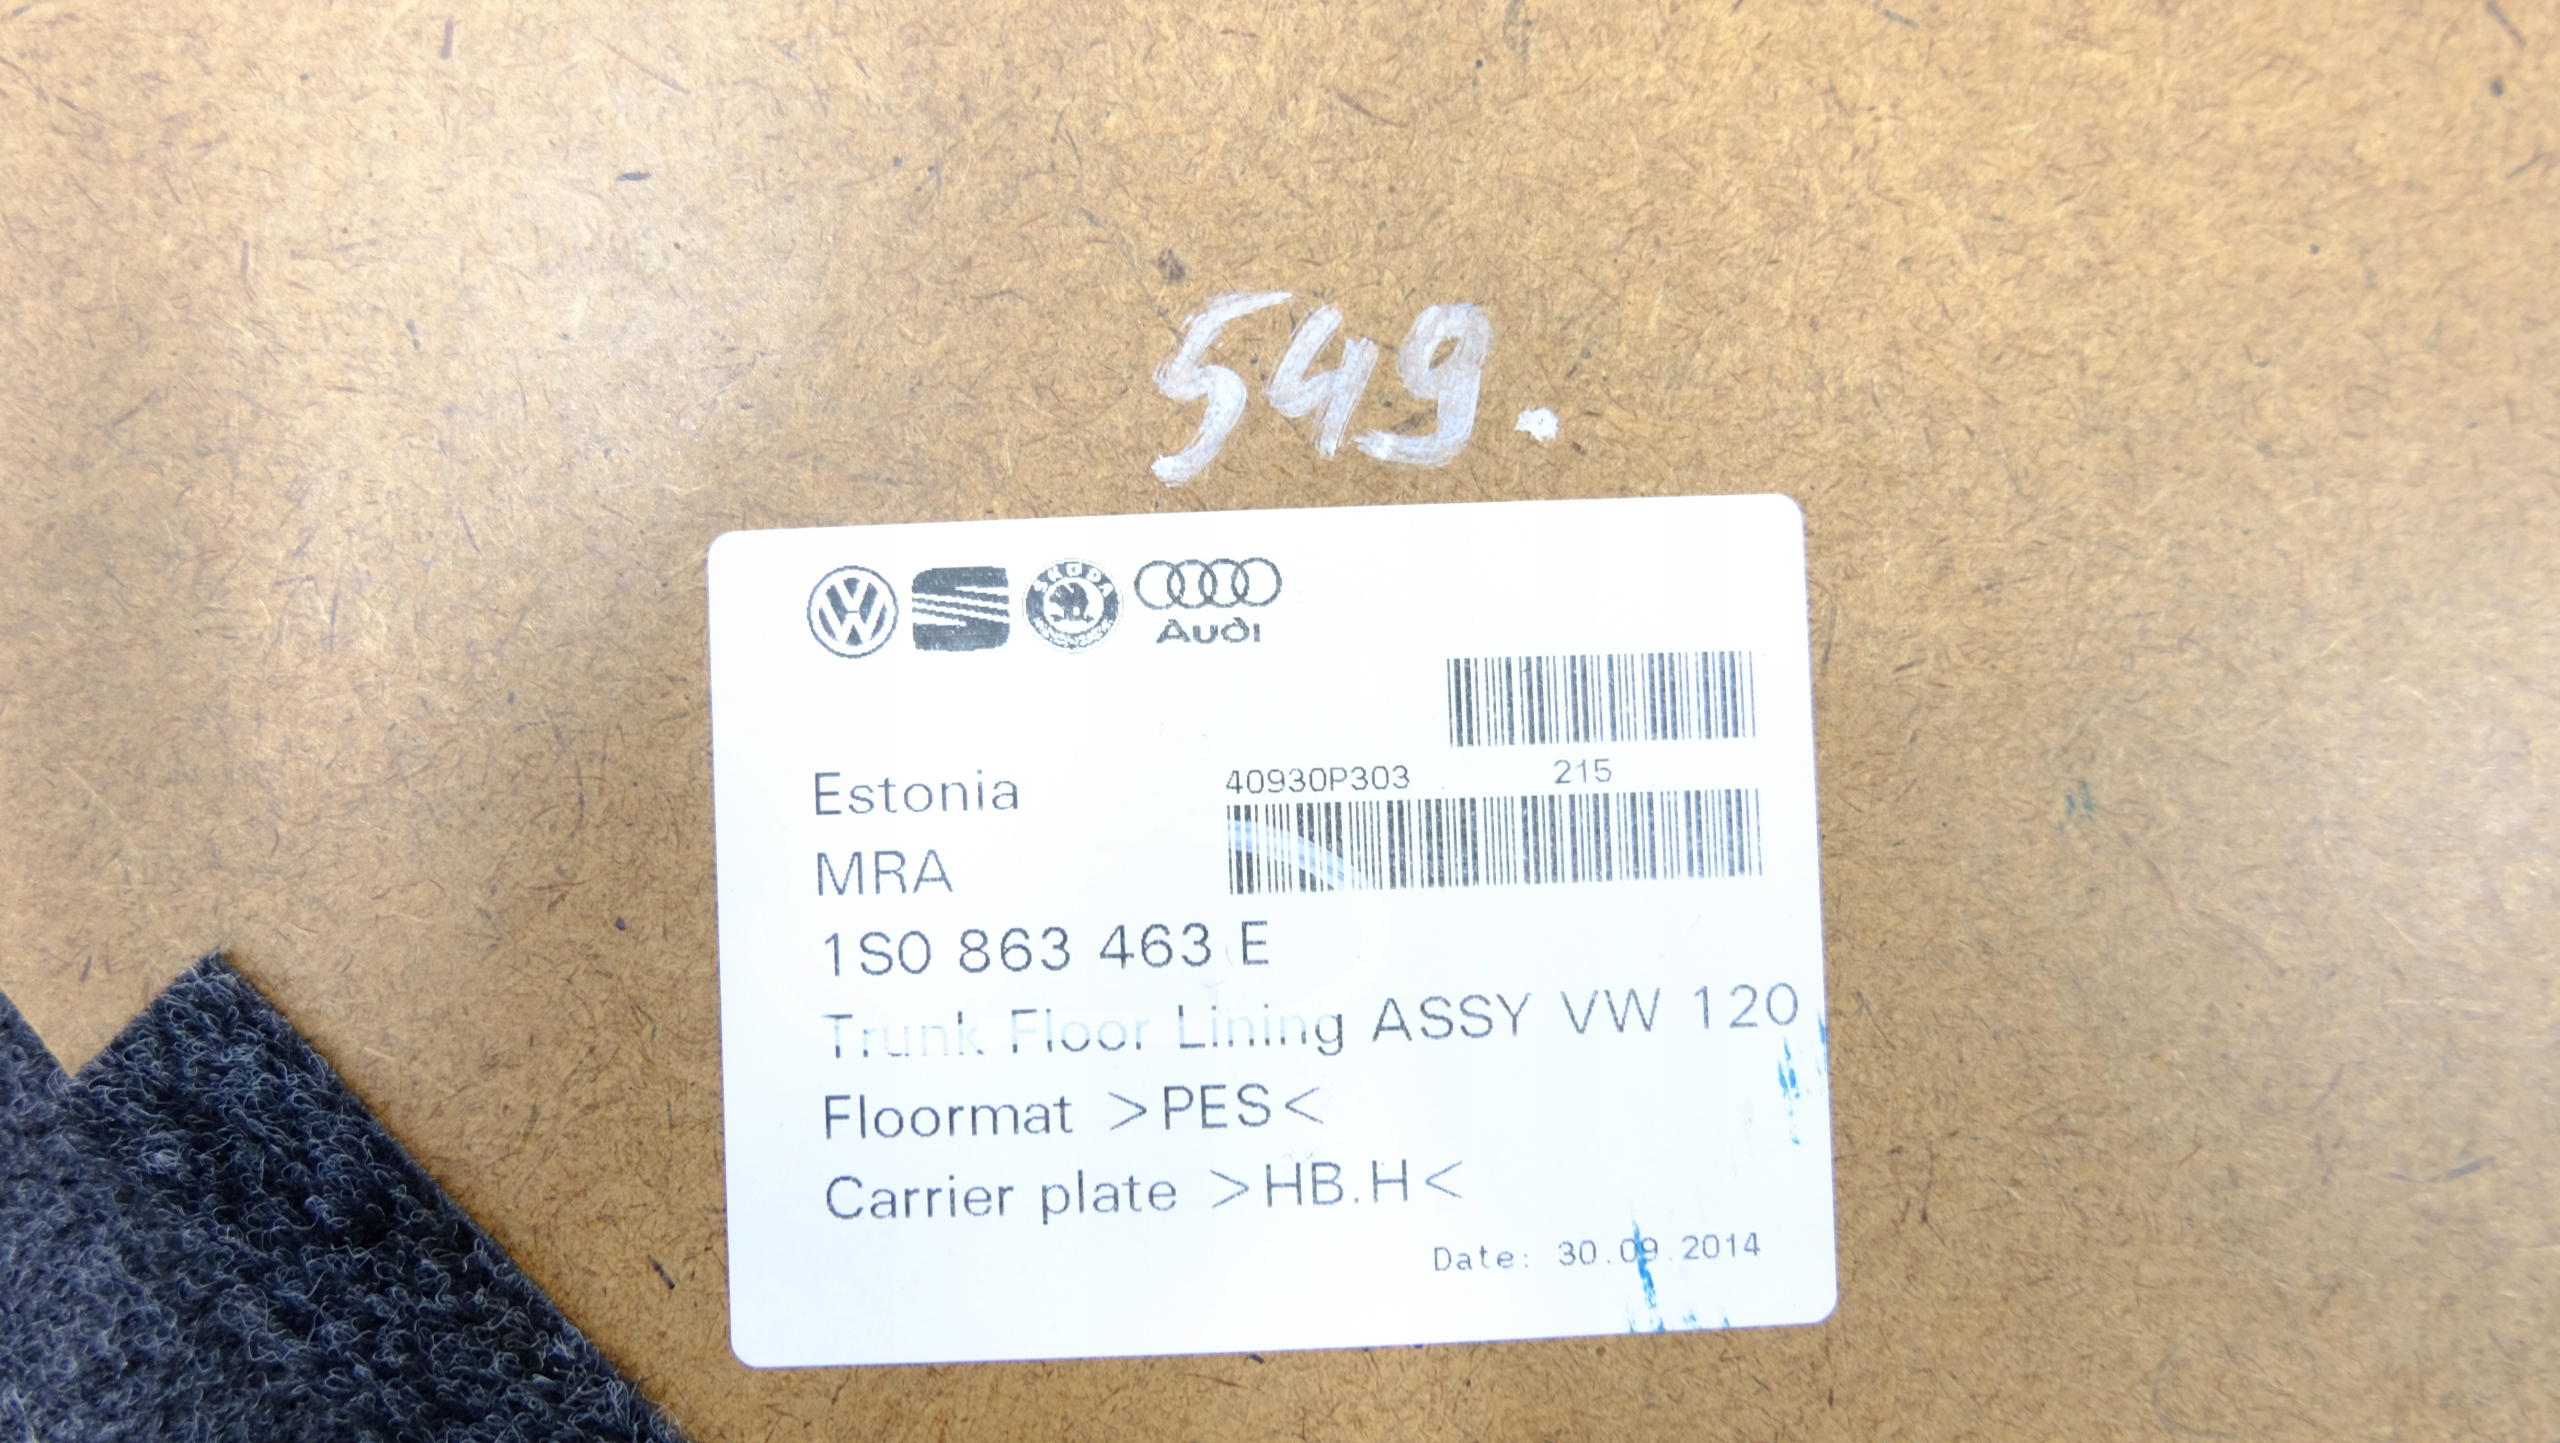 549.
ŠKODA
Audi
40930P303 215
Estonia
MRA
1S0 863 463 E
Trunk Floor Lining ASSY VW 120
Floormat >PES<
Carrier plate >HB.H<
Date: 30.09.2014